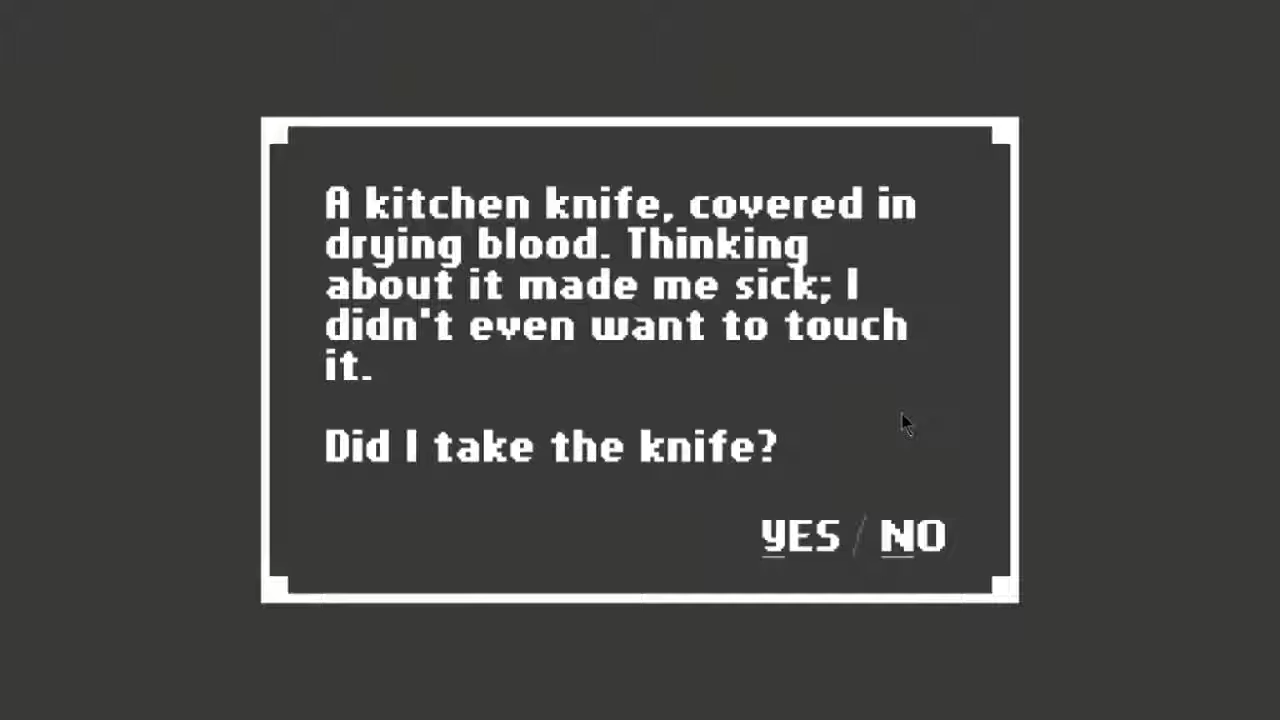 A kitchen knife, covered in
drying blood. Thinking
about it made me sick; I
didn't even want to touch
it.
Did I take the knife?
YES / NO